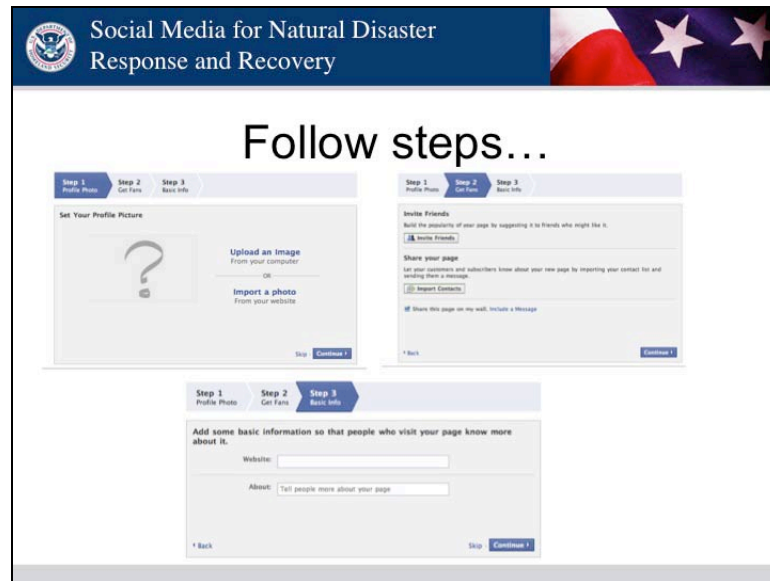 Social Media for Natural Disaster
Response and Recovery
Follow steps…
Step 1
Profile Photo
Step 2
Get Fans
Step 3
Basic Info
Set Your Profile Picture
Upload an Image
From your computer
OR
Import a photo
From your website
Skip
Continue
Step 1
Profile Photo
Step 2
Get Fans
Step 3
Basic Info
Invite Friends
Build the popularity of your page by suggesting it to friends who might like it.
Invite Friends
Share your page
Let your customers and subscribers know about your new page by importing your contact list and
sending them a message.
Import Contacts
Share this page on my wall. Include a Message
Back
Continue
Step 1
Profile Photo
Step 2
Get Fans
Step 3
Basic Info
Add some basic information so that people who visit your page know more
about it.
Website:
About: Tell people more about your page
Back
Skip
Continue